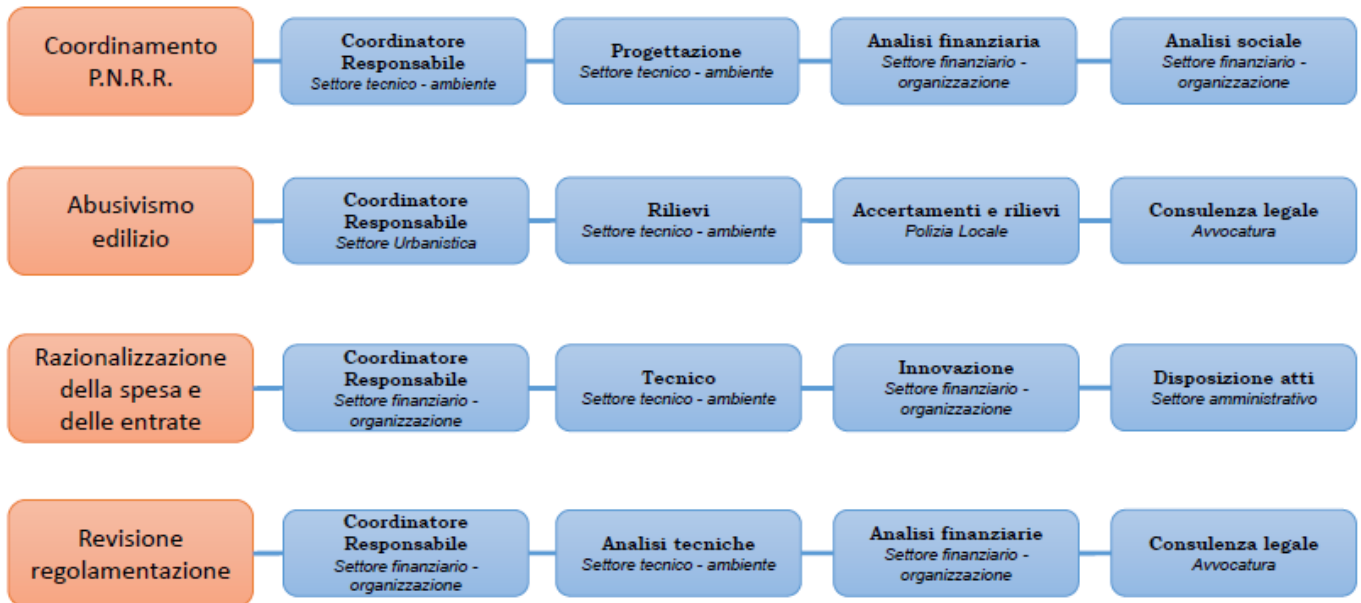 Coordinamento
P.N.R.R.
Coordinatore
Responsabile
Settore tecnico - ambiente
Progettazione
Settore tecnico - ambiente
Analisi finanziaria
Settore finanziario -
organizzazione
Analisi sociale
Settore finanziario -
organizzazione
Abusivismo
edilizio
Coordinatore
Responsabile
Settore Urbanistica
Rilievi
Settore tecnico - ambiente
Accertamenti e rilievi
Polizia Locale
Consulenza legale
Avvocatura
Razionalizzazione
della spesa e
delle entrate
Coordinatore
Responsabile
Settore finanziario -
organizzazione
Tecnico
Settore tecnico - ambiente
Innovazione
Settore finanziario -
organizzazione
Disposizione atti
Settore amministrativo
Revisione
regolamentazione
Coordinatore
Responsabile
Settore finanziario -
organizzazione
Analisi tecniche
Settore tecnico - ambiente
Analisi finanziarie
Settore finanziario -
organizzazione
Consulenza legale
Avvocatura